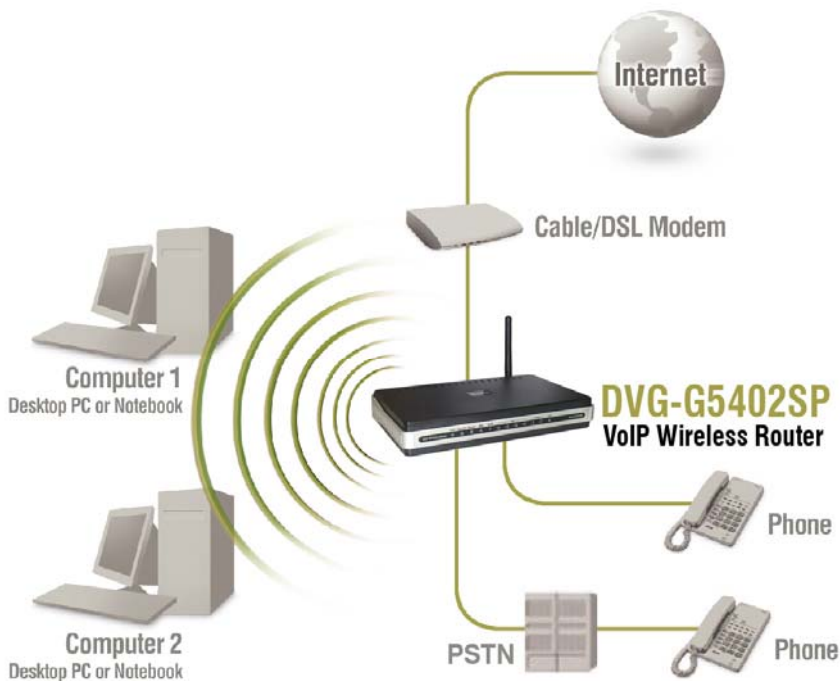 Internet
Cable/DSL Modem
Computer 1
Desktop PC or Notebook
DVG-G5402SP
VoIP Wireless Router
Phone
Computer 2
Desktop PC or Notebook
PSTN
Phone